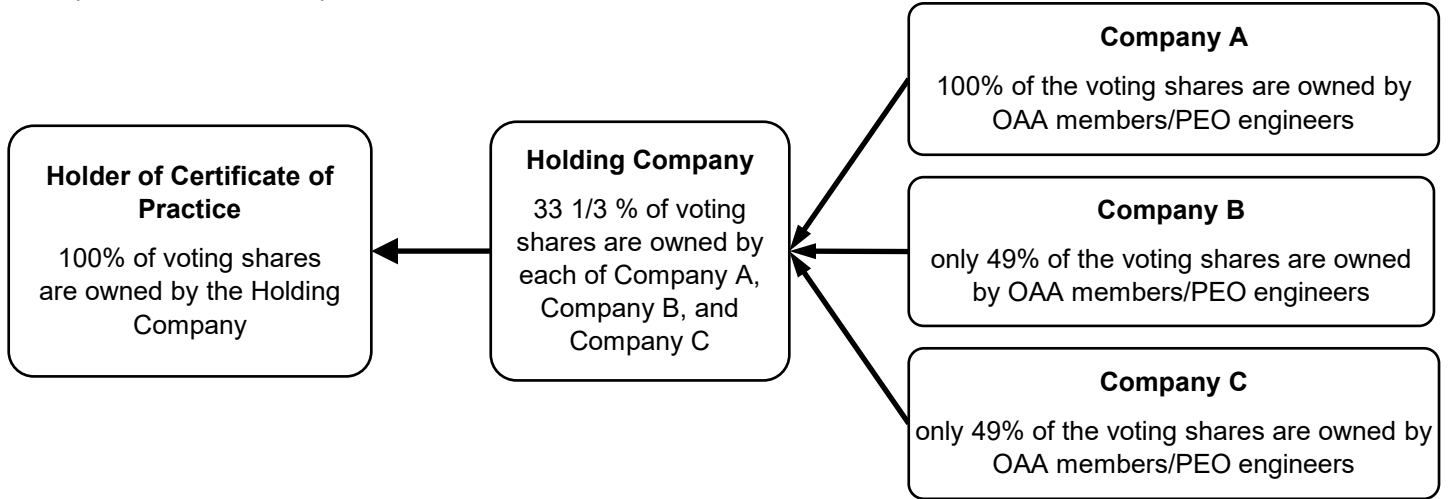 Holder of Certificate of
Practice
100% of voting shares
are owned by the Holding
Company
Holding Company
33 1/3 % of voting
shares are owned by
each of Company A,
Company B, and
Company C
Company A
100% of the voting shares are owned by
OAA members/PEO engineers
Company B
only 49% of the voting shares are owned
by OAA members/PEO engineers
Company C
only 49% of the voting shares are owned by
OAA members/PEO engineers